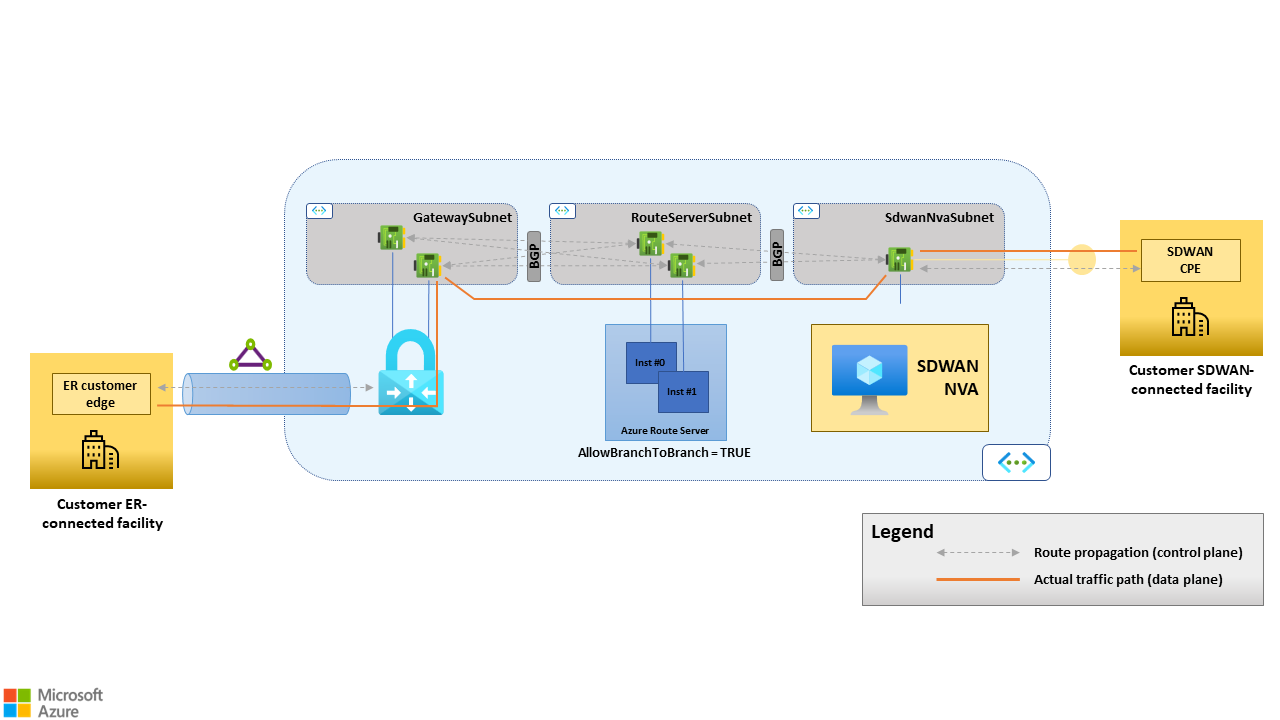 GatewaySubnet
RouteServerSubnet
SdwanNvaSubnet
BGP
BGP
SDWAN
CPE
Customer SDWAN-
connected facility
ER customer
edge
Customer ER-
connected facility
Inst #0
Inst #1
Azure Route Server
AllowBranchToBranch = TRUE
SDWAN
NVA
Legend
Route propagation (control plane)
Actual traffic path (data plane)
Microsoft
Azure